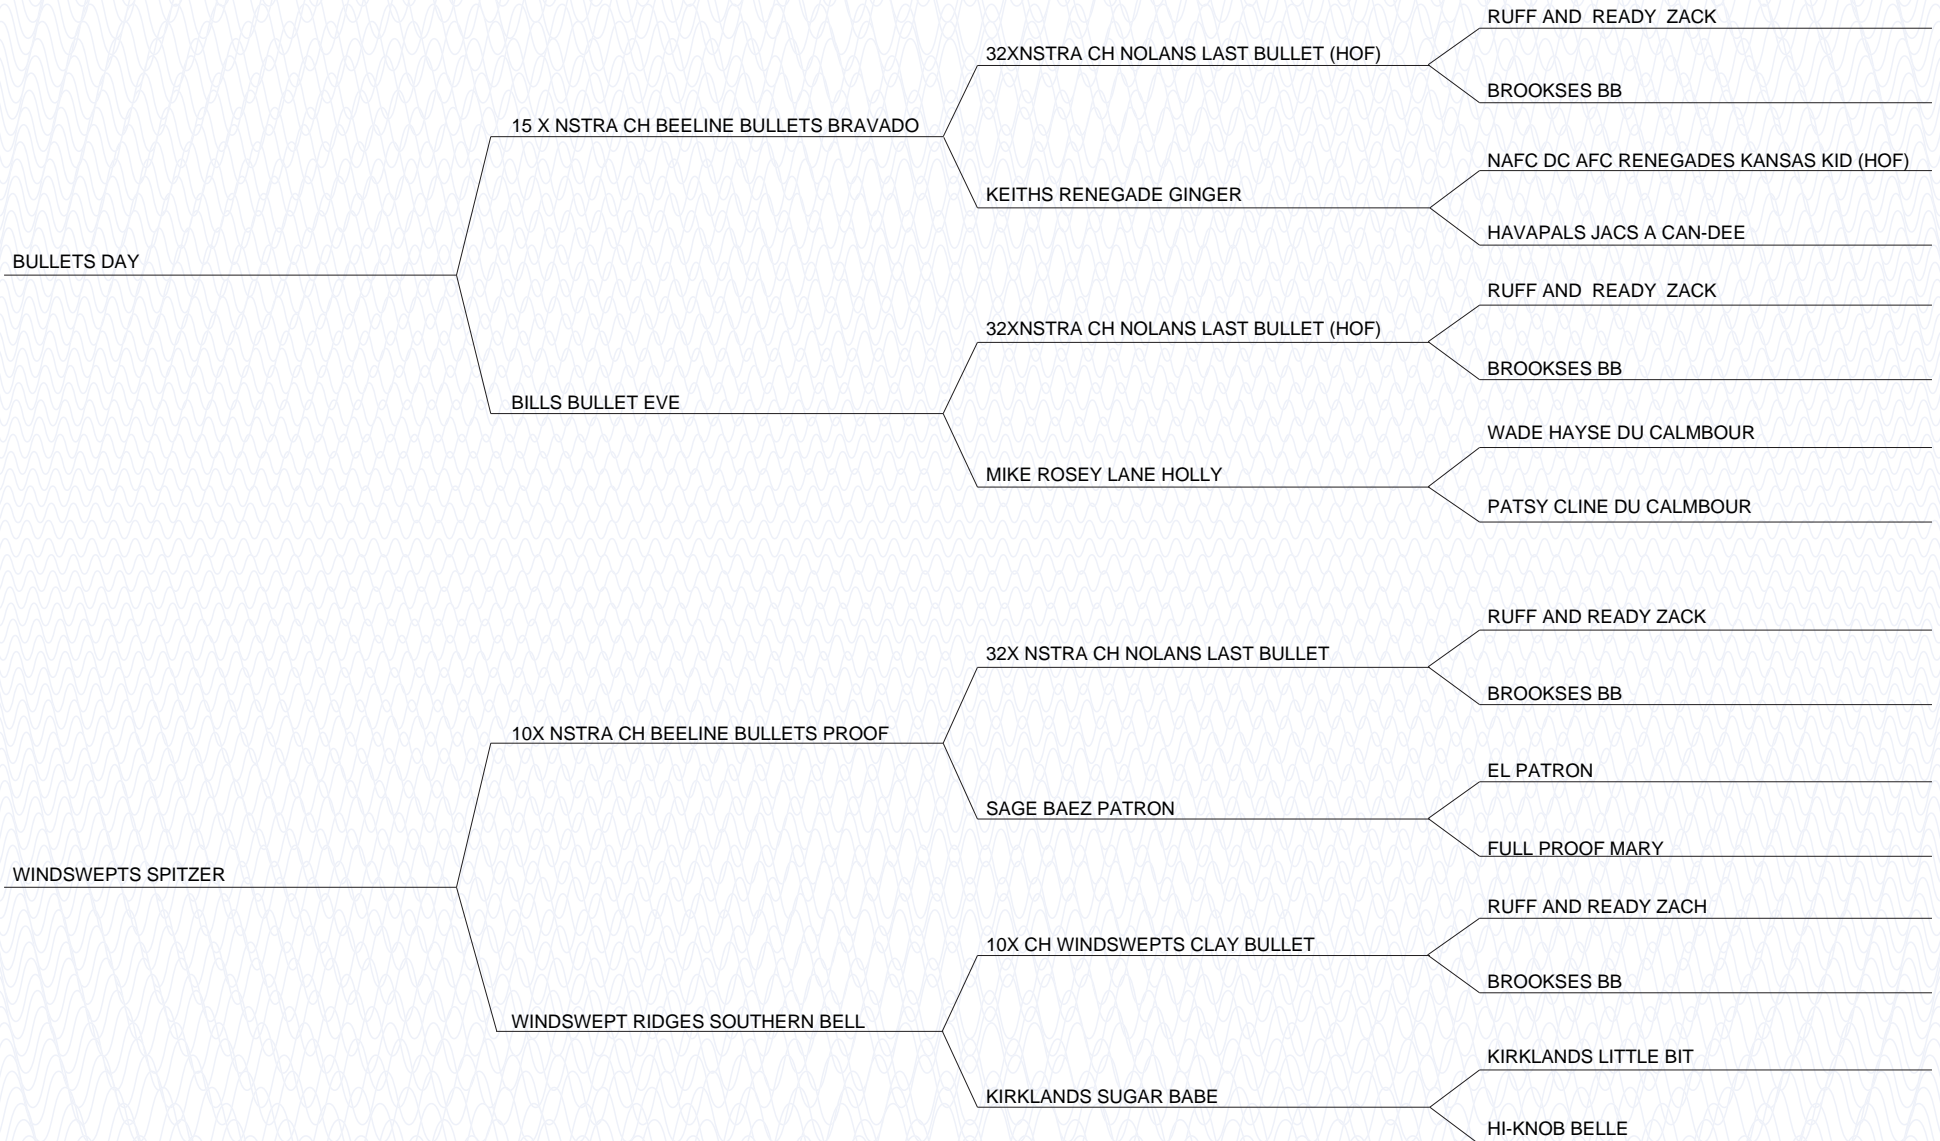 RUFF AND READY ZACK
32XNSTRA CH NOLANS LAST BULLET (HOF)
BROOKSES BB
15 X NSTRA CH BEELINE BULLETS BRAVADO
NAFC DC AFC RENEGADES KANSAS KID (HOF)
KEITHS RENEGADE GINGER
HAVAPALS JACS A CAN-DEE
BULLETS DAY
RUFF AND READY ZACK
32XNSTRA CH NOLANS LAST BULLET (HOF)
BROOKSES BB
BILLS BULLET EVE
WADE HAYSE DU CALMBOUR
MIKE ROSEY LANE HOLLY
PATSY CLINE DU CALMBOUR
RUFF AND READY ZACK
32X NSTRA CH NOLANS LAST BULLET
BROOKSES BB
10X NSTRA CH BEELINE BULLETS PROOF
EL PATRON
SAGE BAEZ PATRON
FULL PROOF MARY
WINDSWEPTS SPITZER
RUFF AND READY ZACH
10X CH WINDSWEPTS CLAY BULLET
BROOKSES BB
WINDSWEPT RIDGES SOUTHERN BELL
KIRKLANDS LITTLE BIT
KIRKLANDS SUGAR BABE
HI-KNOB BELLE